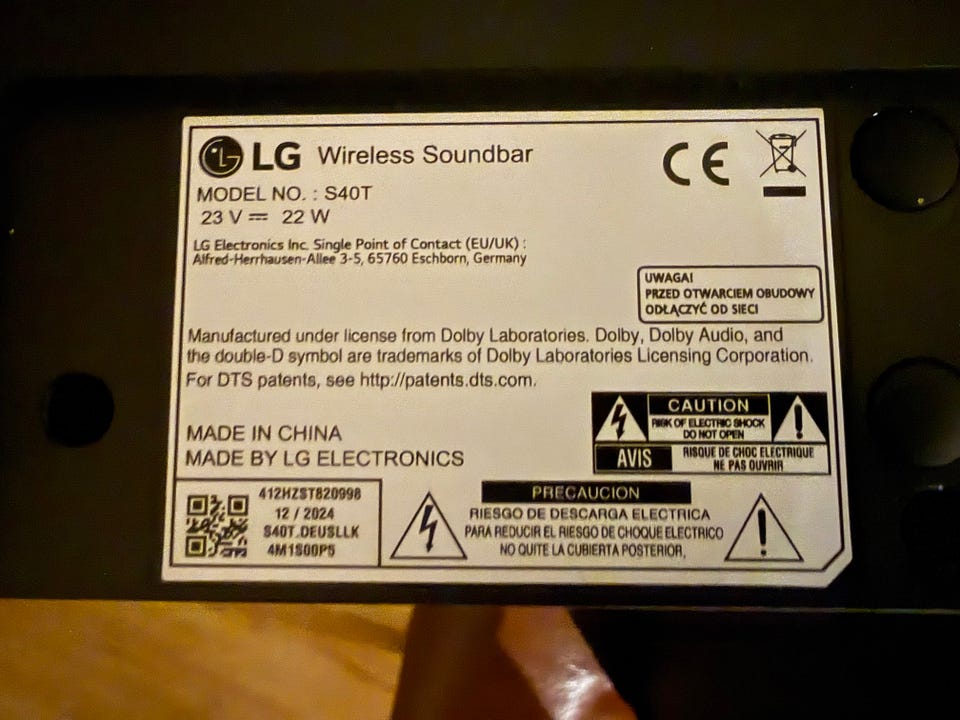 LG Wireless Soundbar
MODEL NO. : S40T
23 V ⎓ 22 W
LG Electronics Inc. Single Point of Contact (EU/UK) :
Alfred-Herrhausen-Allee 3-5, 65760 Eschborn, Germany
CE
UWAGA!
PRZED OTWARCIEM OBUDOWY
ODŁĄCZYĆ OD SIECI
Manufactured under license from Dolby Laboratories. Dolby, Dolby Audio, and
the double-D symbol are trademarks of Dolby Laboratories Licensing Corporation.
For DTS patents, see http://patents.dts.com.
MADE IN CHINA
MADE BY LG ELECTRONICS
CAUTION
RISK OF ELECTRIC SHOCK
DO NOT OPEN
AVIS
RISQUE DE CHOC ELECTRIQUE
NE PAS OUVRIR
412HZST820998
12 / 2024
S40T.DEUSLLK
4M1S00P5
PRECAUCION
RIESGO DE DESCARGA ELECTRICA
PARA REDUCIR EL RIESGO DE CHOQUE ELECTRICO
NO QUITE LA CUBIERTA POSTERIOR.